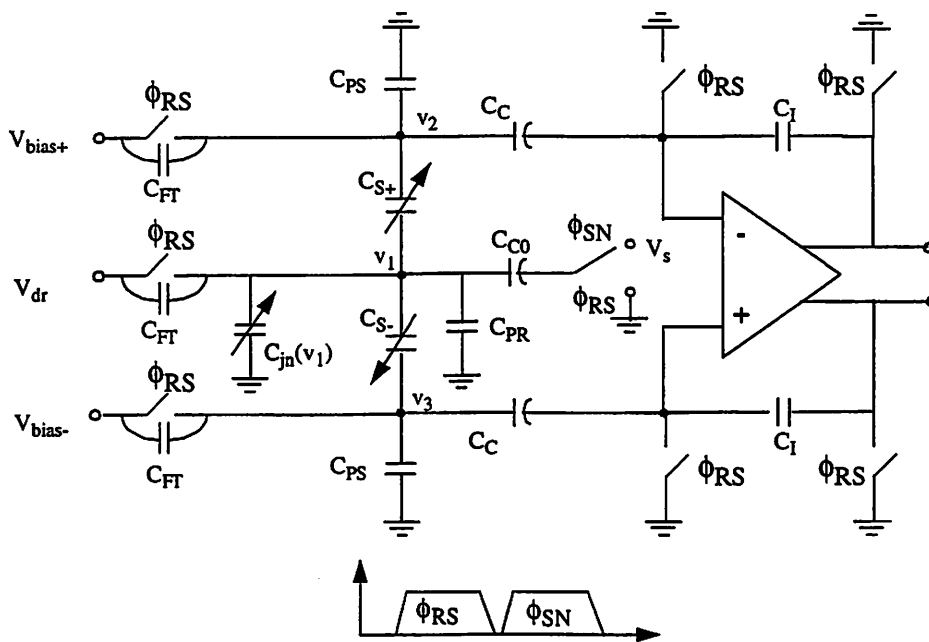 C_PS
ϕ_RS
ϕ_RS
ϕ_RS
C_C
C_I
v_2
V_bias+
C_FT
C_S+
ϕ_RS
C_C0
ϕ_SN
V_s
v_1
V_dr
-
C_FT
C_S-
ϕ_RS
C_PR
+
C_jn(v_1)
ϕ_RS
v_3
V_bias-
C_C
C_I
C_FT
C_PS
ϕ_RS
ϕ_RS
ϕ_RS
ϕ_SN